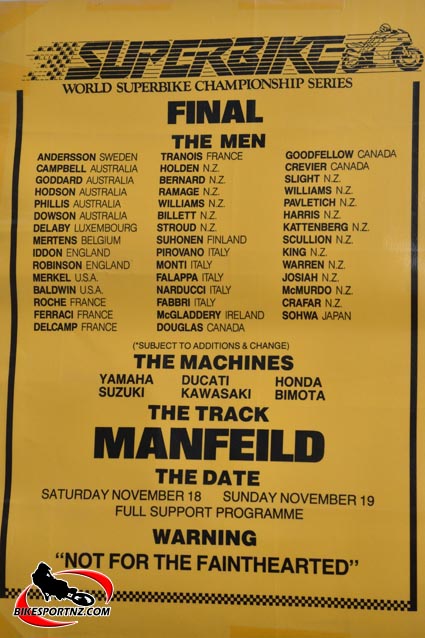 SUPERBIKE
WORLD SUPERBIKE CHAMPIONSHIP SERIES
FINAL
THE MEN
ANDERSSON SWEDEN
CAMPBELL AUSTRALIA
GODDARD AUSTRALIA
HODSON AUSTRALIA
PHILLIS AUSTRALIA
DOWSON AUSTRALIA
DELABY LUXEMBOURG
MERTENS BELGIUM
IDDON ENGLAND
ROBINSON ENGLAND
MERKEL U.S.A.
BALDWIN U.S.A.
ROCHE FRANCE
FERRACI FRANCE
DELCAMP FRANCE
TRANOIS FRANCE
HOLDEN N.Z.
BERNARD N.Z.
RAMAGE N.Z.
WILLIAMS N.Z.
BILLETT N.Z.
STROUD N.Z.
SUHONEN FINLAND
PIROVANO ITALY
MONTI ITALY
FALAPPA ITALY
NARDUCCI ITALY
FABBRI ITALY
McGLADDERY IRELAND
DOUGLAS CANADA
GOODFELLOW CANADA
CREVIER CANADA
SLIGHT N.Z.
WILLIAMS N.Z.
PAVLETICH N.Z.
HARRIS N.Z.
KATTENBERG N.Z.
SCULLION N.Z.
KING N.Z.
WARREN N.Z.
JOSIAH N.Z.
McMURDO N.Z.
CRAFAR N.Z.
SOHWA JAPAN
(*SUBJECT TO ADDITIONS & CHANGE)
THE MACHINES
YAMAHA DUCATI HONDA
SUZUKI KAWASAKI BIMOTA
THE TRACK
MANFEILD
THE DATE
SATURDAY NOVEMBER 18 SUNDAY NOVEMBER 19
FULL SUPPORT PROGRAMME
WARNING
"NOT FOR THE FAINTHEARTED"
BIKESPORTNZ.COM